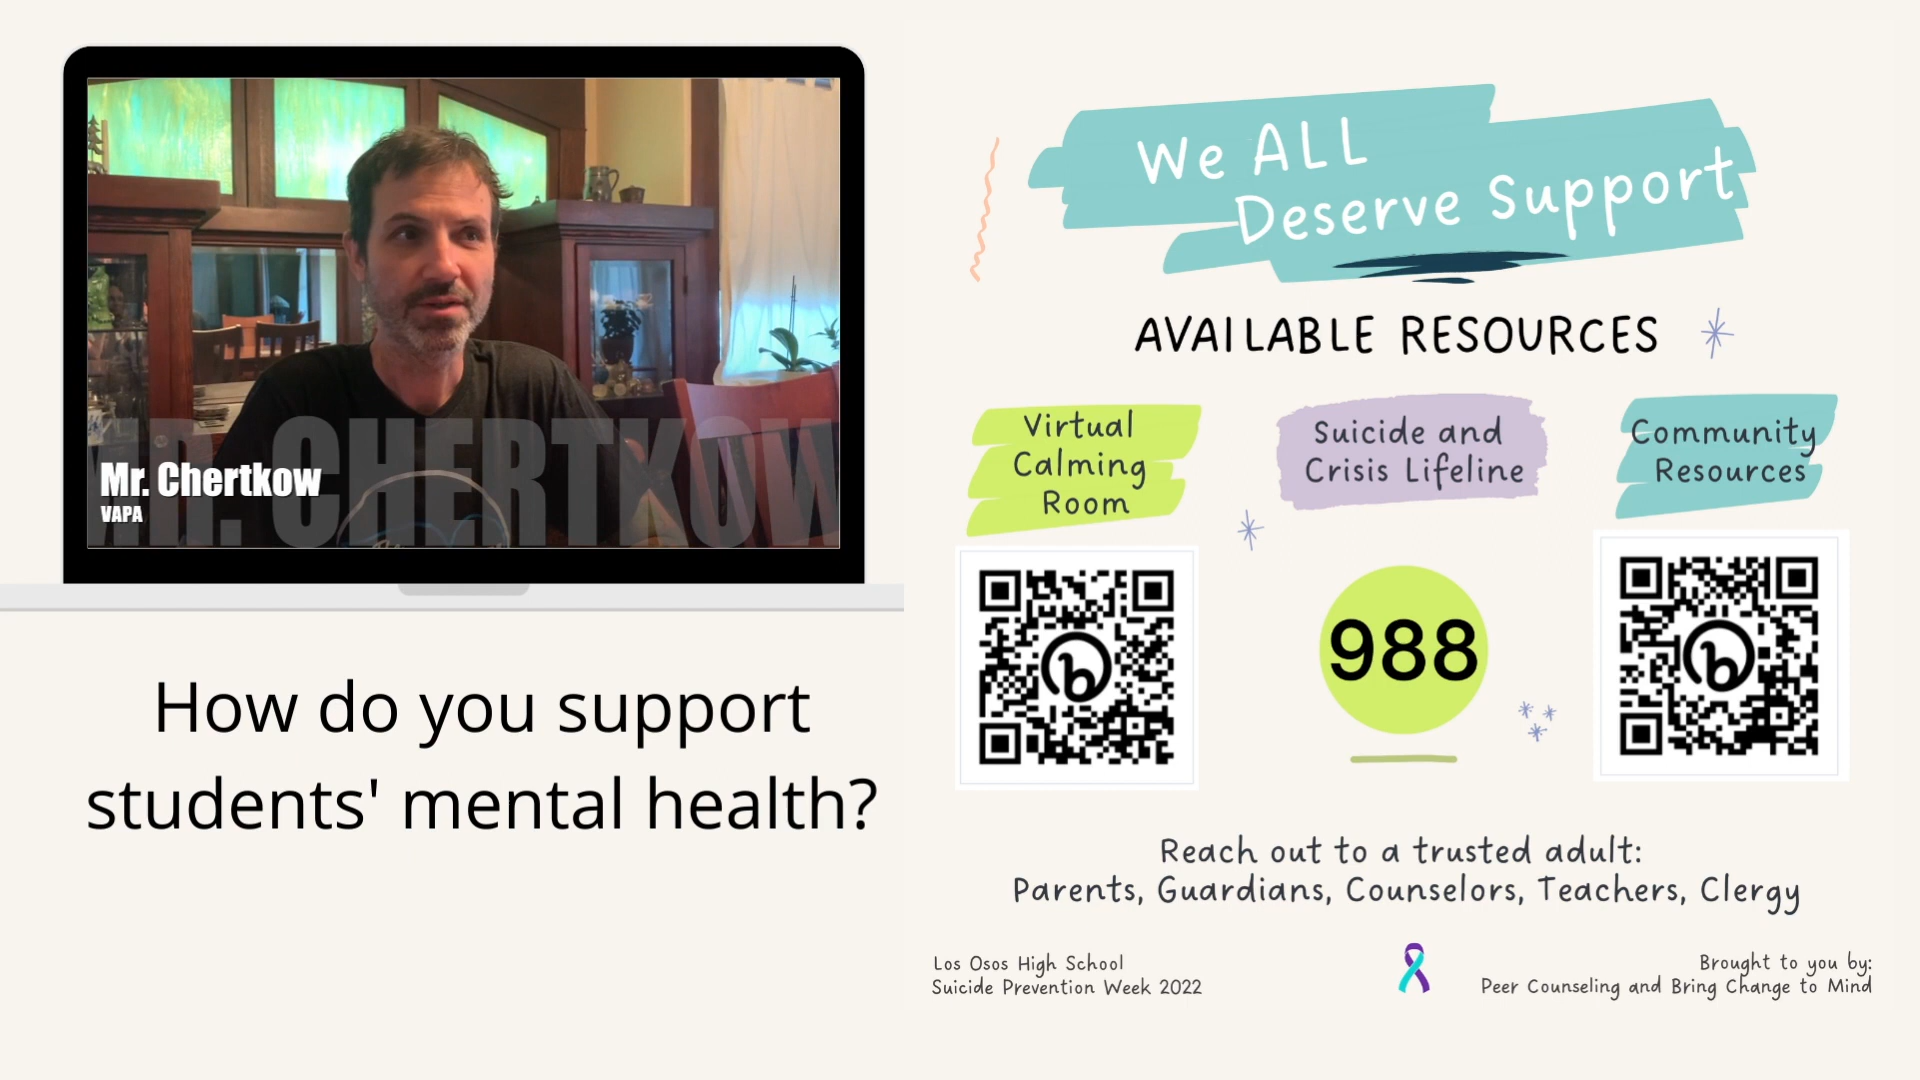 MR. CHERTKOW
Mr. Chertkow
VAPA
How do you support
students' mental health?
We ALL
Deserve Support
AVAILABLE RESOURCES
Virtual
Calming
Room
Suicide and
Crisis Lifeline
988
Community
Resources
b
b
Reach out to a trusted adult:
Parents, Guardians, Counselors, Teachers, Clergy
Los Osos High School
Suicide Prevention Week 2022
Brought to you by:
Peer Counseling and Bring Change to Mind